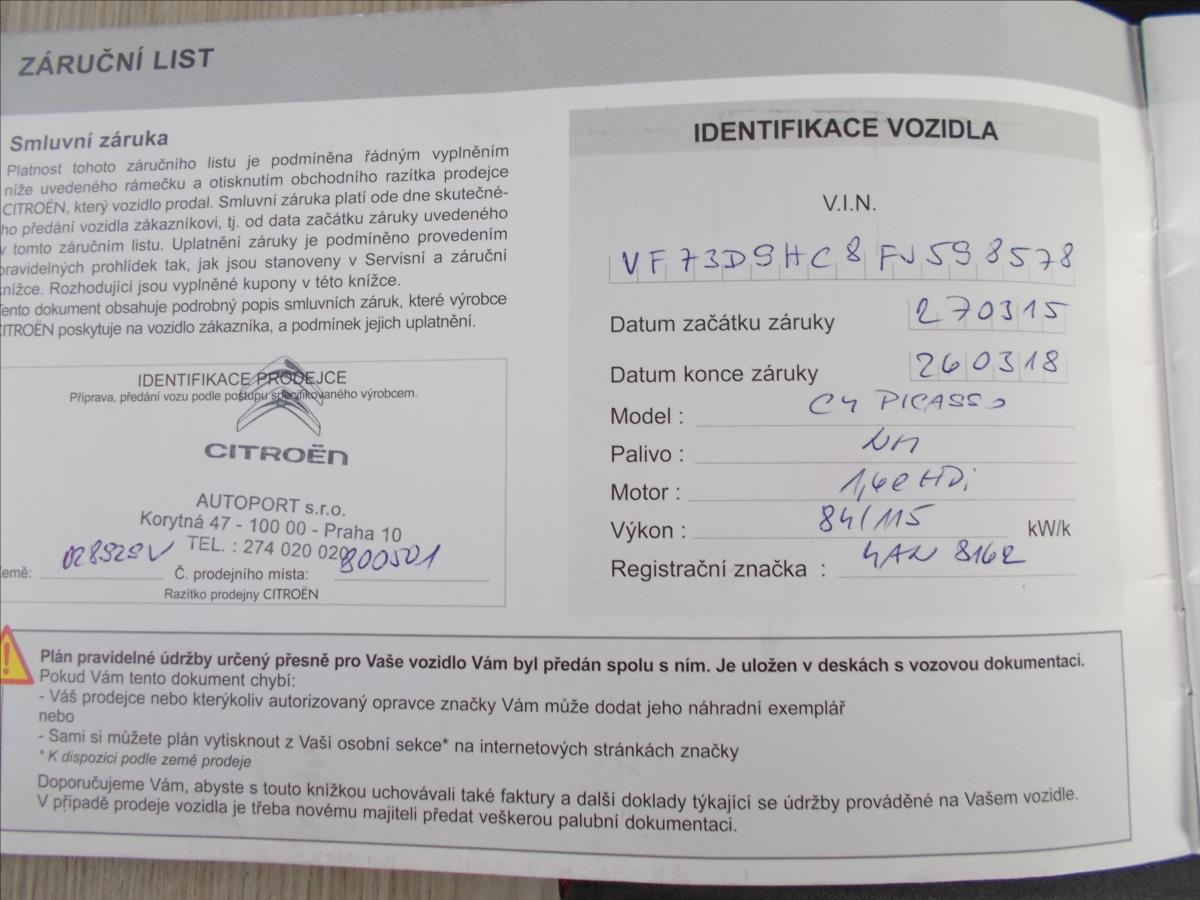 ZÁRUČNÍ LIST
Smluvní záruka
Platnost tohoto záručního listu je podmíněna řádným vyplněním
níže uvedeného rámečku a otisknutím obchodního razítka prodejce
CITROËN, který vozidlo prodal. Smluvní záruka platí ode dne skutečné-
ho předání vozidla zákazníkovi, tj. od data začátku záruky uvedeného
v tomto záručním listu. Uplatnění záruky je podmíněno provedením
pravidelných prohlídek tak, jak jsou stanoveny v Servisní a záruční
knížce. Rozhodující jsou vyplněné kupony v této knížce.
Tento dokument obsahuje podrobný popis smluvních záruk, které výrobce
CITROËN poskytuje na vozidlo zákazníka, a podmínek jejich uplatnění.
IDENTIFIKACE PRODEJCE
Příprava, předání vozu podle postupu specifikovaného výrobcem.
CITROËN
AUTOPORT s.r.o.
Korytná 47 - 100 00 - Praha 10
TEL. : 274 020 020
země: 028929V Č. prodejního místa: 800501
Razítko prodejny CITROËN
IDENTIFIKACE VOZIDLA
V.I.N.
VF73D9HC8FJ598578
Datum začátku záruky 270315
Datum konce záruky 260318
Model : C4 PICASSO
Palivo : NM
Motor : 1,6e HDi
Výkon : 84/115 kW/k
Registrační značka : 4AN 8162
Plán pravidelné údržby určený přesně pro Vaše vozidlo Vám byl předán spolu s ním. Je uložen v deskách s vozovou dokumentací.
Pokud Vám tento dokument chybí:
- Váš prodejce nebo kterýkoliv autorizovaný opravce značky Vám může dodat jeho náhradní exemplář
nebo
- Sami si můžete plán vytisknout z Vaší osobní sekce* na internetových stránkách značky
* K dispozici podle země prodeje
Doporučujeme Vám, abyste s touto knížkou uchovávali také faktury a další doklady týkající se údržby prováděné na Vašem vozidle.
V případě prodeje vozidla je třeba novému majiteli předat veškerou palubní dokumentaci.